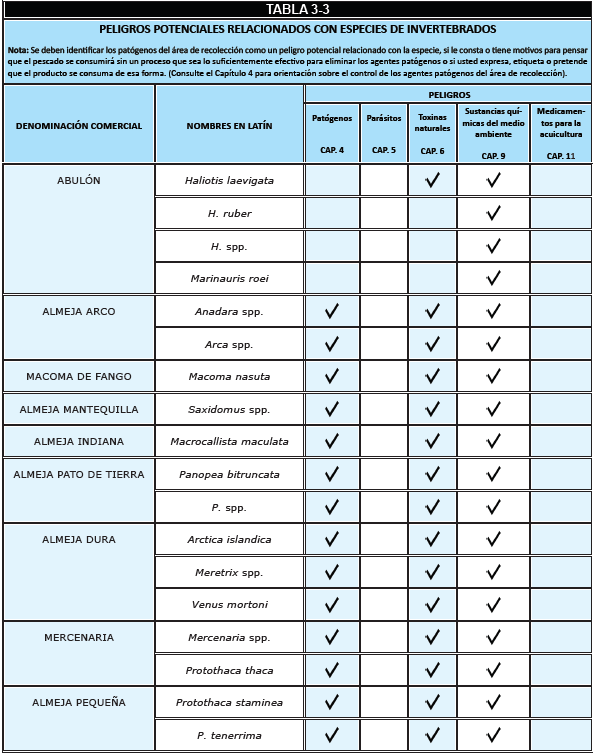 TABLA 3-3
PELIGROS POTENCIALES RELACIONADOS CON ESPECIES DE INVERTEBRADOS
Nota: Se deben identificar los patógenos del área de recolección como un peligro potencial relacionado con la especie, si le consta o tiene motivos para pensar
que el pescado se consumirá sin un proceso que sea lo suficientemente efectivo para eliminar los agentes patógenos o si usted expresa, etiqueta o pretende
que el producto se consuma de esa forma. (Consulte el Capítulo 4 para orientación sobre el control de los agentes patógenos del área de recolección).
DENOMINACIÓN COMERCIAL
NOMBRES EN LATÍN
PELIGROS
Patógenos
CAP. 4
Parásitos
CAP. 5
Toxinas
naturales
CAP. 6
Sustancias quí-
micas del medio
ambiente
CAP. 9
Medicamen-
tos para la
acuicultura
CAP. 11
ABULÓN Haliotis laevigata ✓ ✓
H. ruber ✓
H. spp. ✓
Marinauris roei ✓
ALMEJA ARCO Anadara spp. ✓ ✓ ✓
Arca spp. ✓ ✓ ✓
MACOMA DE FANGO Macoma nasuta ✓ ✓ ✓
ALMEJA MANTEQUILLA Saxidomus spp. ✓ ✓ ✓
ALMEJA INDIANA Macrocallista maculata ✓ ✓ ✓
ALMEJA PATO DE TIERRA Panopea bitruncata ✓ ✓ ✓
P. spp. ✓ ✓ ✓
ALMEJA DURA Arctica islandica ✓ ✓ ✓
Meretrix spp. ✓ ✓ ✓
Venus mortoni ✓ ✓ ✓
MERCENARIA Mercenaria spp. ✓ ✓ ✓
Protothaca thaca ✓ ✓ ✓
ALMEJA PEQUEÑA Protothaca staminea ✓ ✓ ✓
P. tenerrima ✓ ✓ ✓